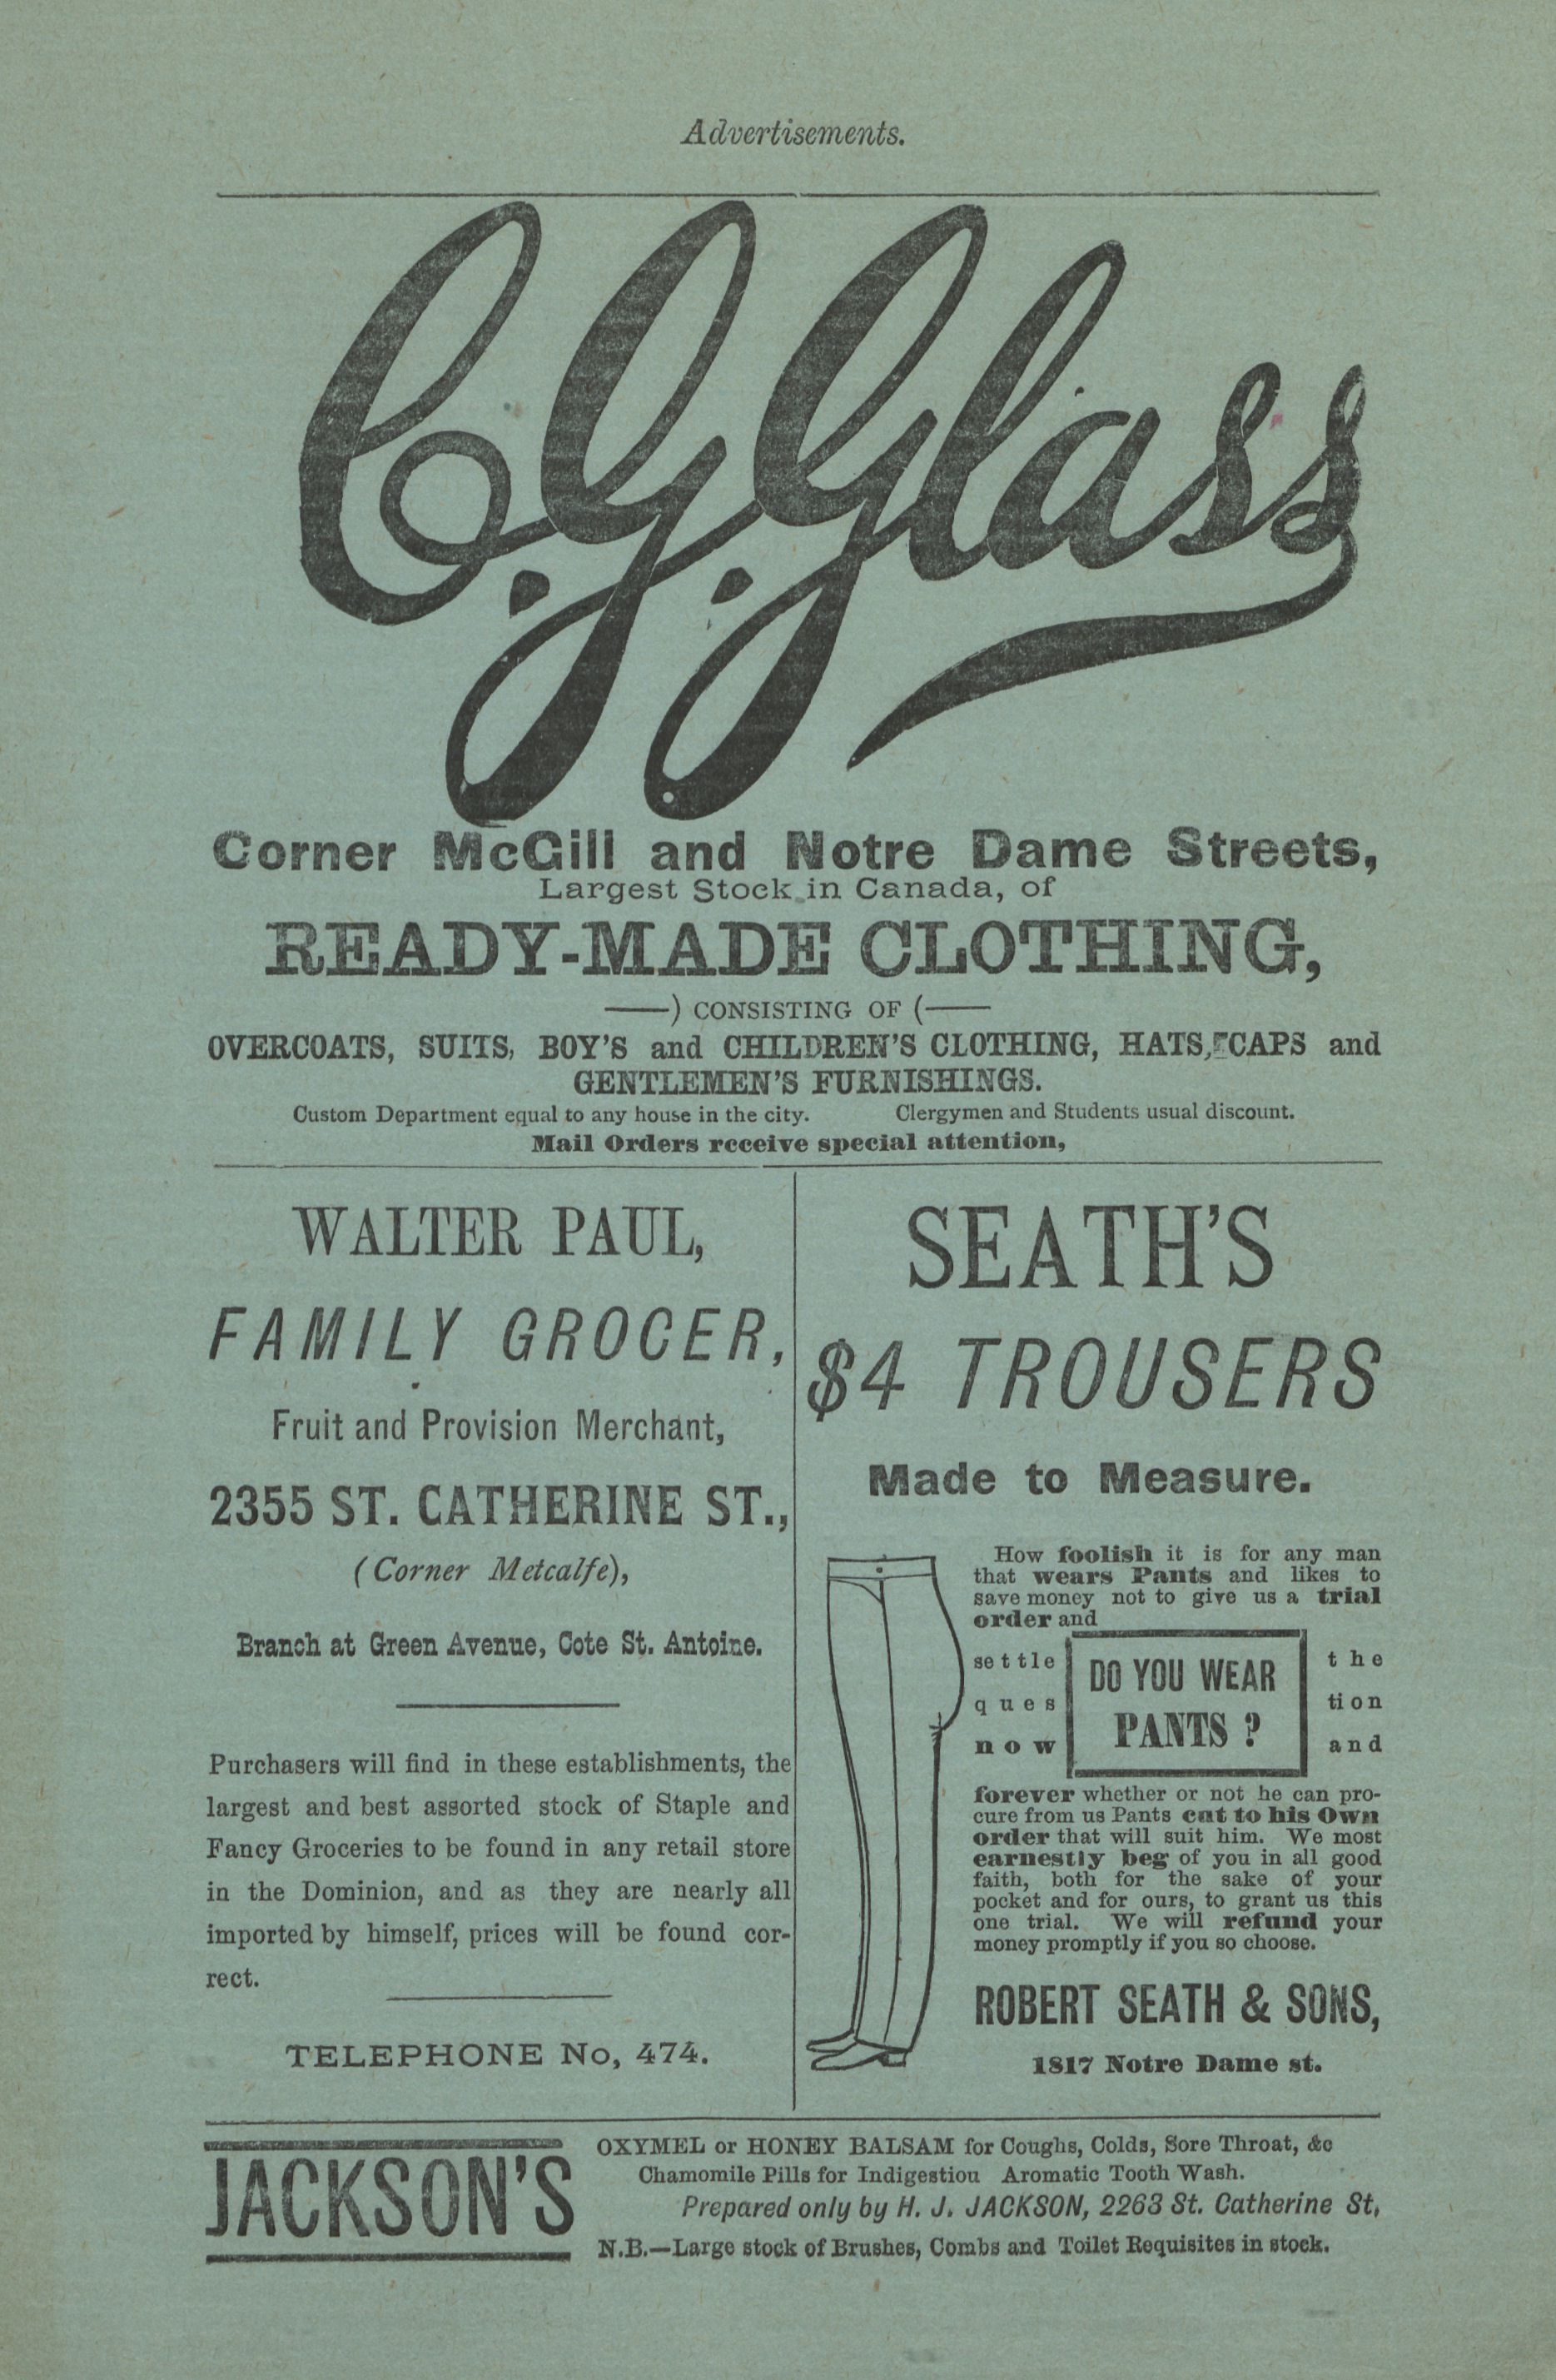 Advertisements.
C. G. Glass
Corner McGill and Notre Dame Streets,
Largest Stock in Canada, of
READY-MADE CLOTHING,
——) CONSISTING OF (——
OVERCOATS, SUITS, BOY'S and CHILDREN'S CLOTHING, HATS, CAPS and
GENTLEMEN'S FURNISHINGS.
Custom Department equal to any house in the city. Clergymen and Students usual discount.
Mail Orders receive special attention,
WALTER PAUL,
FAMILY GROCER,
Fruit and Provision Merchant,
2355 ST. CATHERINE ST.,
(Corner Metcalfe),
Branch at Green Avenue, Cote St. Antoine.
Purchasers will find in these establishments, the
largest and best assorted stock of Staple and
Fancy Groceries to be found in any retail store
in the Dominion, and as they are nearly all
imported by himself, prices will be found cor-
rect.
TELEPHONE No, 474.
SEATH'S
$4 TROUSERS
Made to Measure.
How foolish it is for any man
that wears Pants and likes to
save money not to give us a trial
order and
settle DO YOU WEAR the
ques PANTS ? tion
now and
forever whether or not he can pro-
cure from us Pants cut to his Own
order that will suit him. We most
earnestly beg of you in all good
faith, both for the sake of your
pocket and for ours, to grant us this
one trial. We will refund your
money promptly if you so choose.
ROBERT SEATH & SONS,
1817 Notre Dame st.
JACKSON'S
OXYMEL or HONEY BALSAM for Coughs, Colds, Sore Throat, &c
Chamomile Pills for Indigestion Aromatic Tooth Wash.
Prepared only by H. J. JACKSON, 2263 St. Catherine St,
N.B.—Large stock of Brushes, Combs and Toilet Requisites in stock.